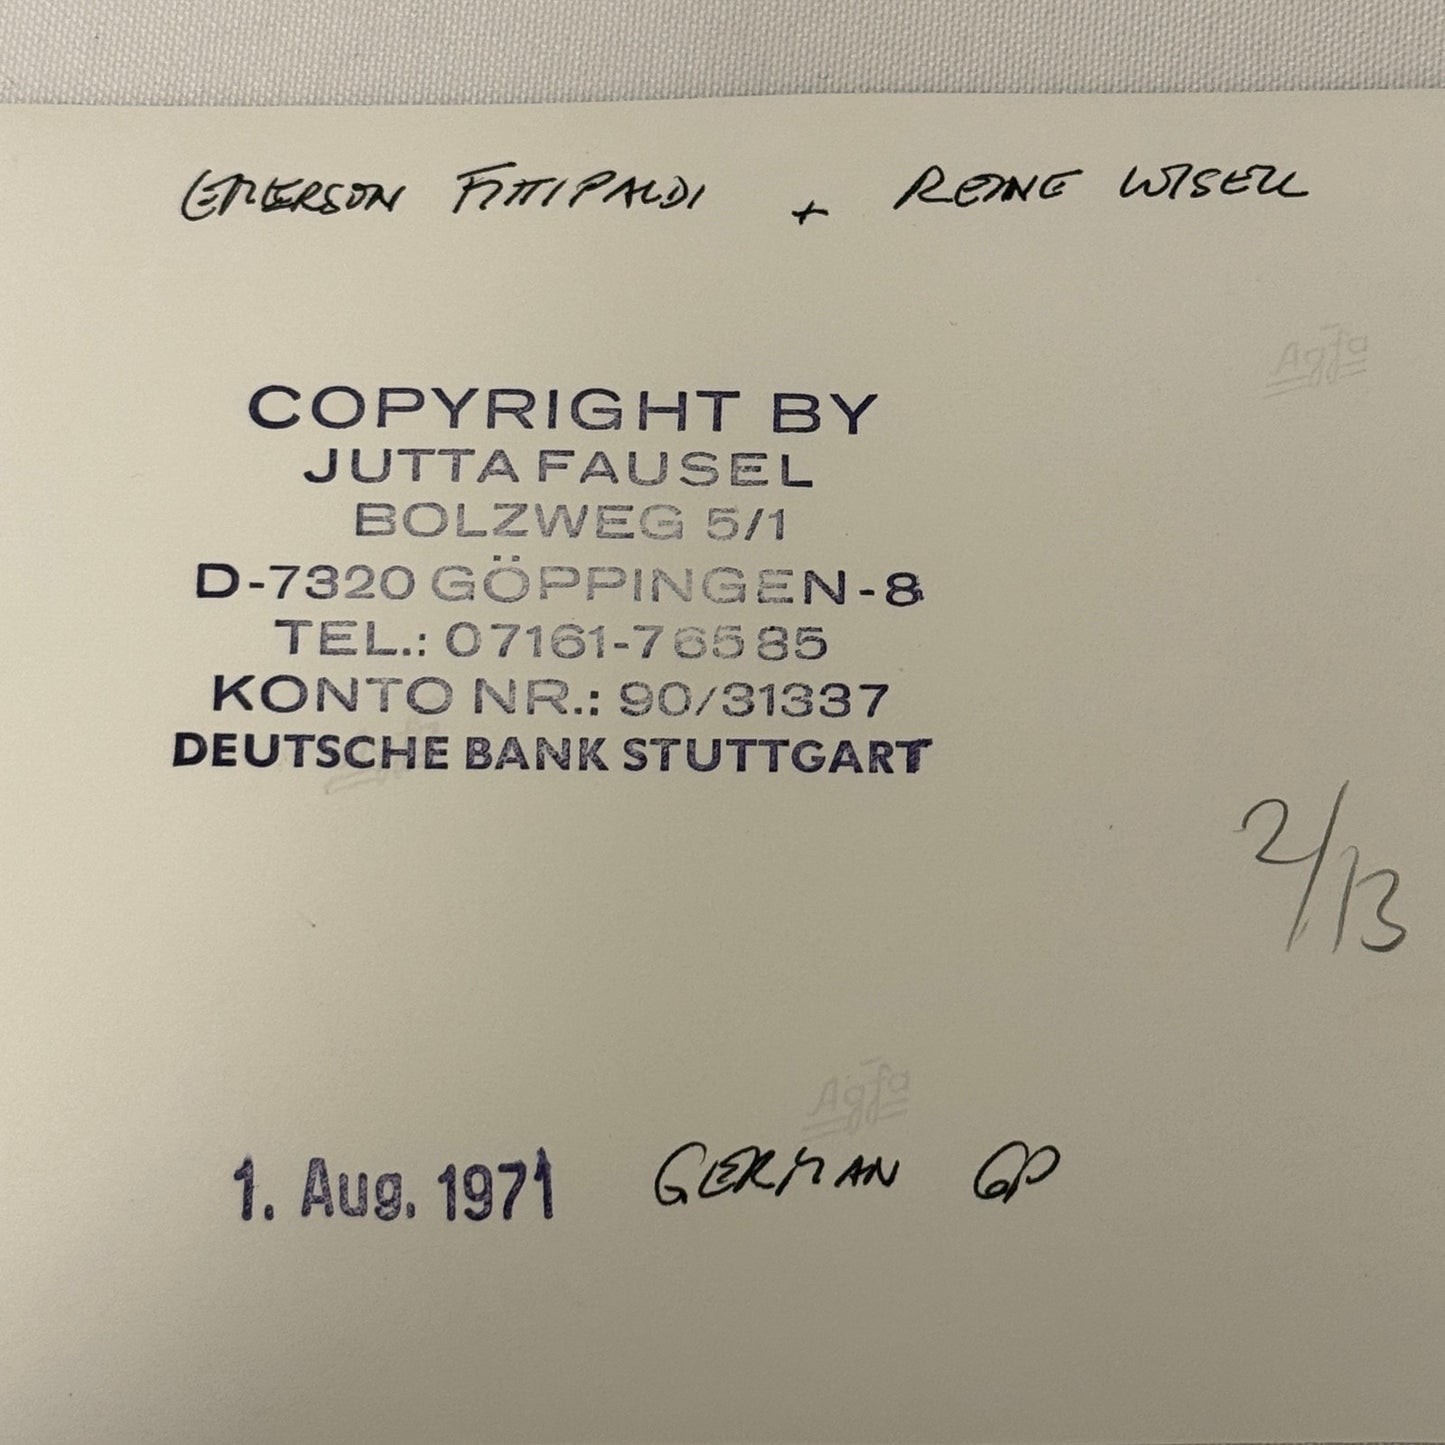 EMERSON FITTIPALDI + REINE WISELL
Agfa
COPYRIGHT BY
JUTTA FAUSEL
BOLZWEG 5/1
D-7320 GÖPPINGEN-8
TEL.: 07161-76585
KONTO NR.: 90/31337
DEUTSCHE BANK STUTTGART
2/13
Agfa
1. Aug. 1971 GERMAN GP